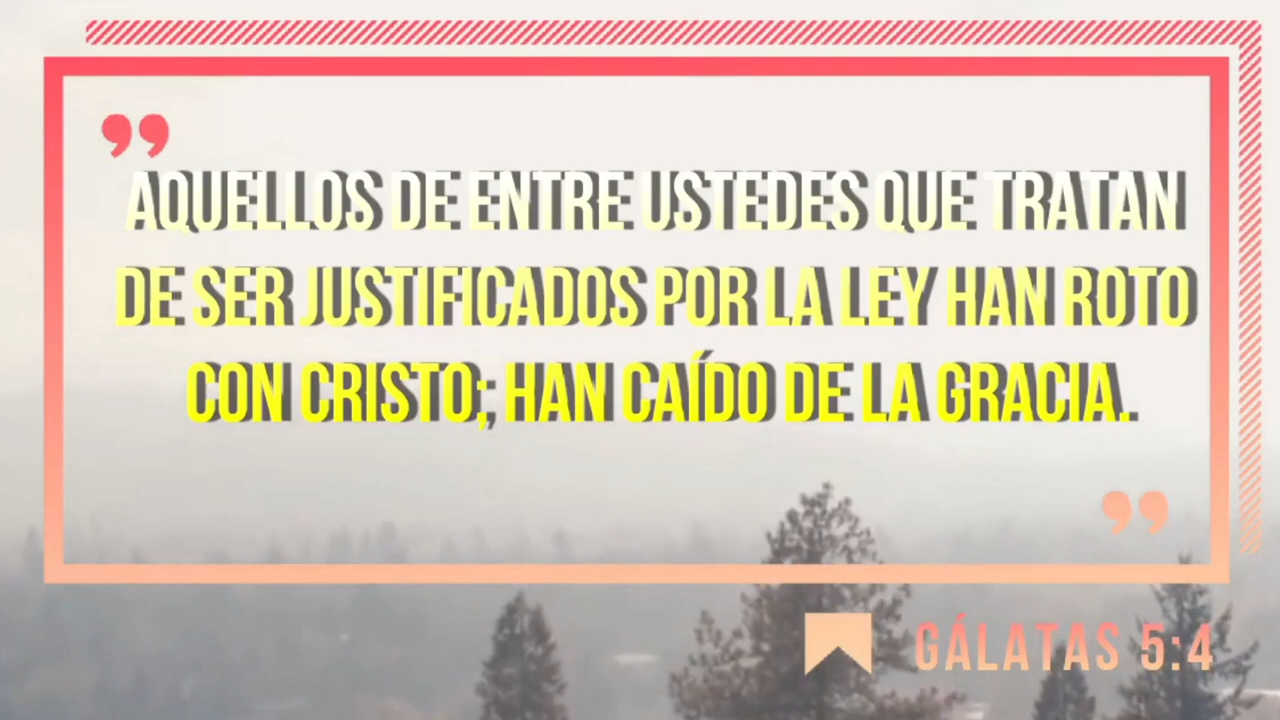 ”
AQUELLOS DE ENTRE USTEDES QUE TRATAN
DE SER JUSTIFICADOS POR LA LEY HAN ROTO
CON CRISTO; HAN CAÍDO DE LA GRACIA.
”
GÁLATAS 5:4